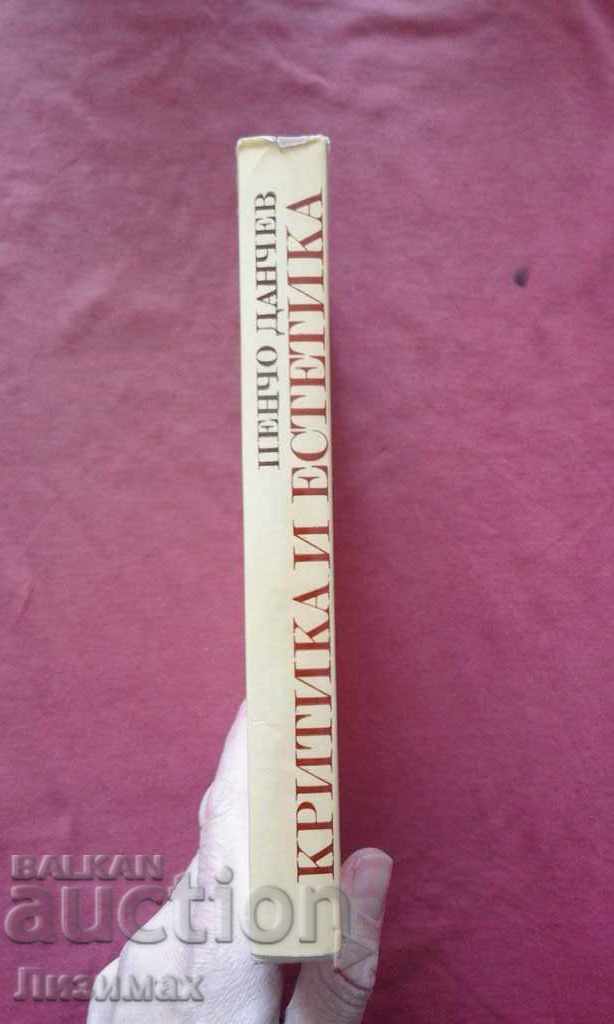 ПЕНЧО ДАНЧЕВ
КРИТИКА И ЕСТЕТИКА
BALKAN
auction
Лизимах